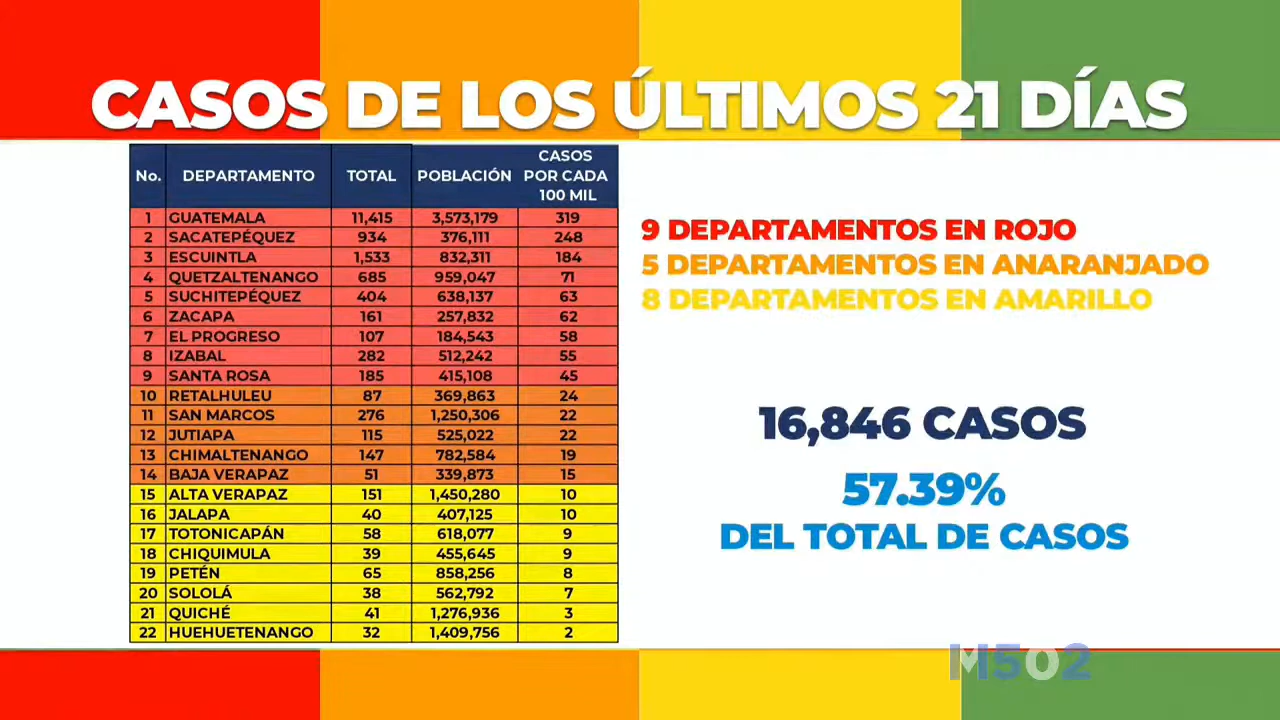 CASOS DE LOS ÚLTIMOS 21 DÍAS
No. DEPARTAMENTO TOTAL POBLACIÓN CASOS POR CADA 100 MIL
1 GUATEMALA 11,415 3,573,179 319
2 SACATEPÉQUEZ 934 376,111 248
3 ESCUINTLA 1,533 832,311 184
4 QUETZALTENANGO 685 959,047 71
5 SUCHITEPÉQUEZ 404 638,137 63
6 ZACAPA 161 257,832 62
7 EL PROGRESO 107 184,543 58
8 IZABAL 282 512,242 55
9 SANTA ROSA 185 415,108 45
10 RETALHULEU 87 369,863 24
11 SAN MARCOS 276 1,250,306 22
12 JUTIAPA 115 525,022 22
13 CHIMALTENANGO 147 782,584 19
14 BAJA VERAPAZ 51 339,873 15
15 ALTA VERAPAZ 151 1,450,280 10
16 JALAPA 40 407,125 10
17 TOTONICAPÁN 58 618,077 9
18 CHIQUIMULA 39 455,645 9
19 PETÉN 65 858,256 8
20 SOLOLÁ 38 562,792 7
21 QUICHÉ 41 1,276,936 3
22 HUEHUETENANGO 32 1,409,756 2
9 DEPARTAMENTOS EN ROJO
5 DEPARTAMENTOS EN ANARANJADO
8 DEPARTAMENTOS EN AMARILLO
16,846 CASOS
57.39%
DEL TOTAL DE CASOS
M502